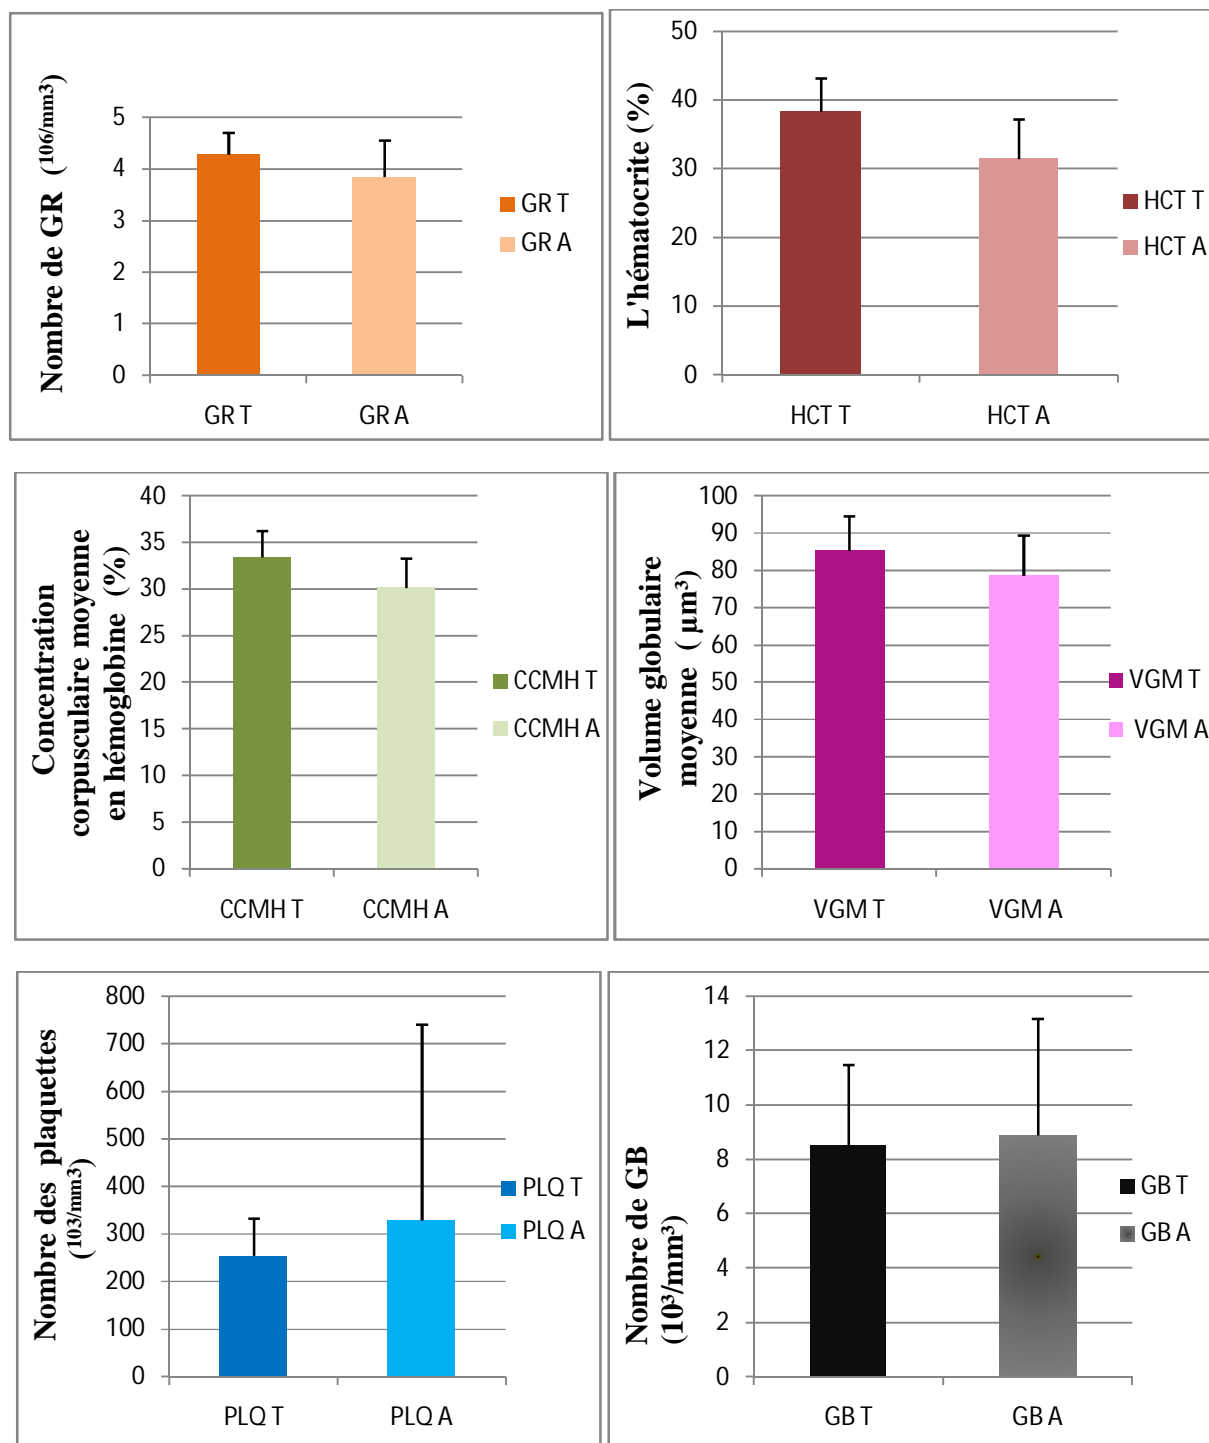 Nombre de GR (106/mm3)
5
4
3
2
1
0
GR T
GR A
GR T
GR A
L'hématocrite (%)
50
40
30
20
10
0
HCT T
HCT A
HCT T
HCT A
Concentration
corpusculaire moyenne
en hémoglobine (%)
40
35
30
25
20
15
10
5
0
CCMH T
CCMH A
CCMH T
CCMH A
Volume globulaire
moyenne ( µm³)
100
90
80
70
60
50
40
30
20
10
0
VGM T
VGM A
VGM T
VGM A
Nombre des plaquettes
(103/mm3)
800
700
600
500
400
300
200
100
0
PLQ T
PLQ A
PLQ T
PLQ A
Nombre de GB
(10³/mm³)
14
12
10
8
6
4
2
0
GB T
GB A
GB T
GB A